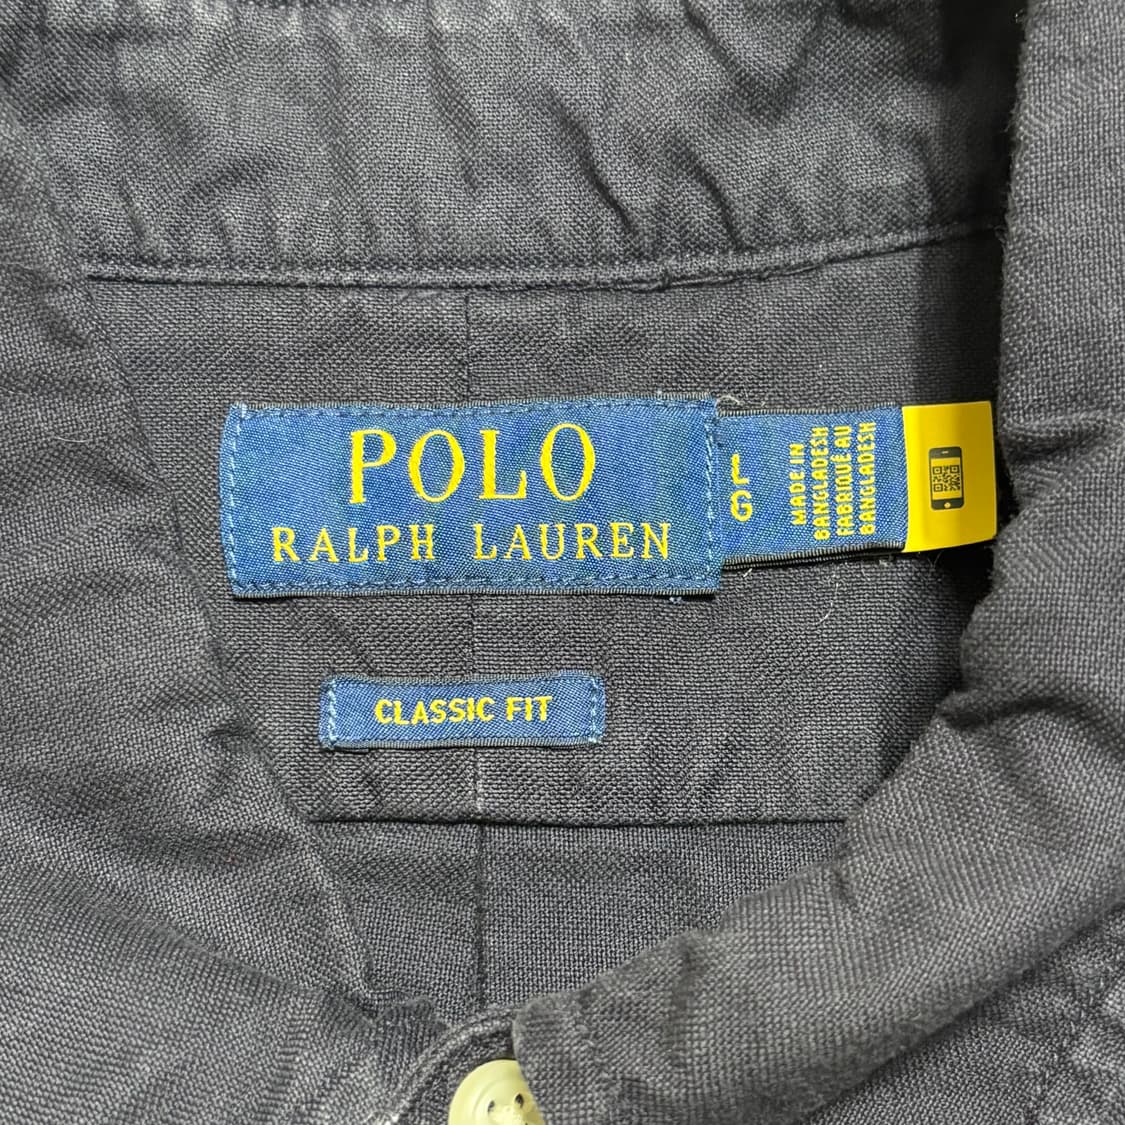 POLO
RALPH LAUREN
L
G
MADE IN
BANGLADESH
FABRIQUÉ AU
BANGLADESH
CLASSIC FIT